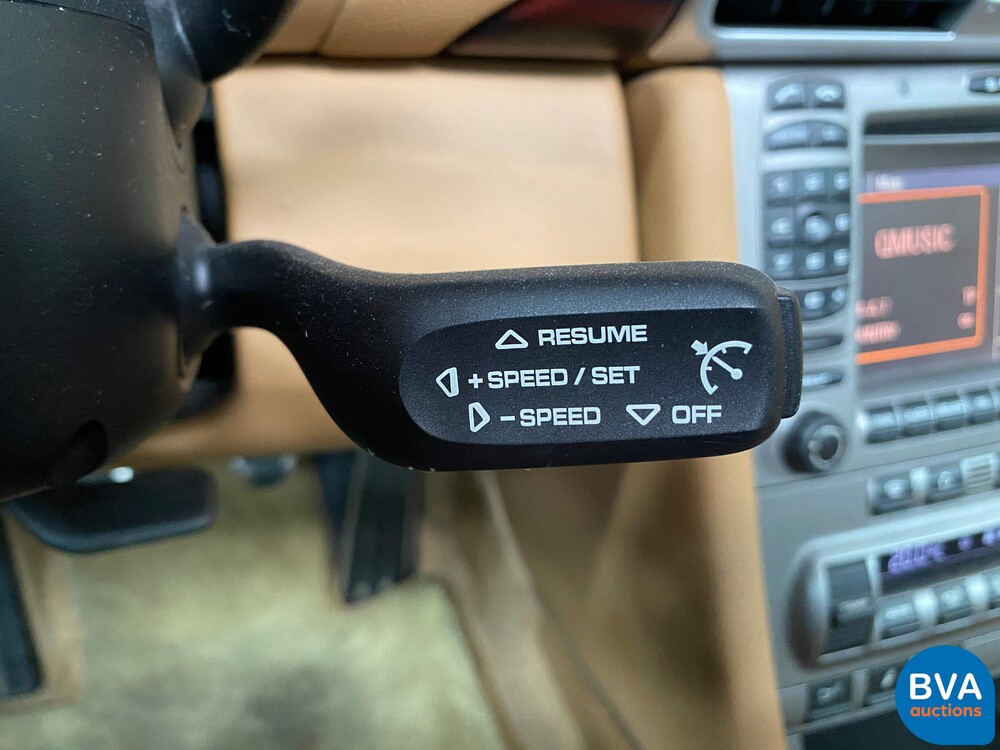 RESUME
+ SPEED / SET
– SPEED OFF
QMUSIC
BVA
auctions